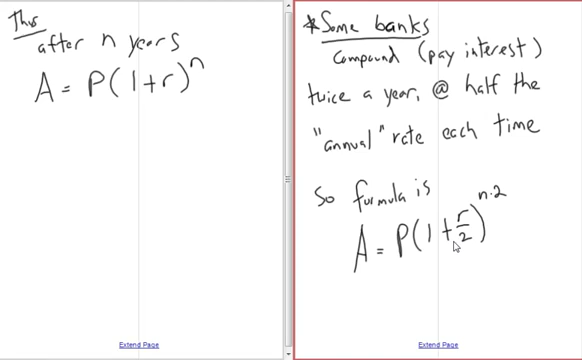 Thus
after n years
A = P(1+r)^n
Extend Page
*Some banks
compound (pay interest)
twice a year, @ half the
"annual" rate each time
So formula is
A = P(1+r/2)^n·2
Extend Page